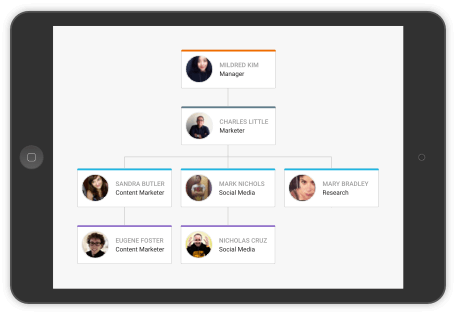 MILDRED KIM
Manager
CHARLES LITTLE
Marketer
SANDRA BUTLER
Content Marketer
MARK NICHOLS
Social Media
MARY BRADLEY
Research
EUGENE FOSTER
Content Marketer
NICHOLAS CRUZ
Social Media